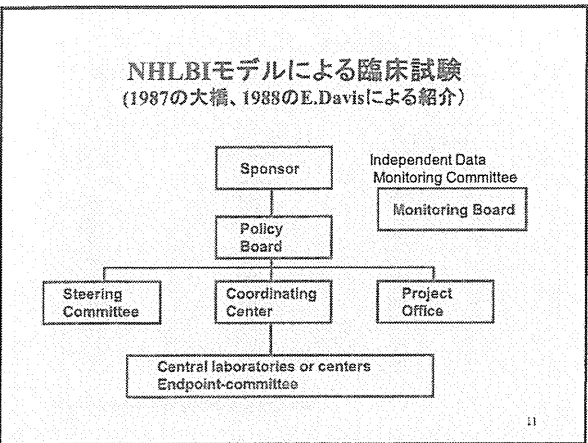 NHLBIモデルによる臨床試験
(1987の大橋、1988のE.Davisによる紹介)
Sponsor
Independent Data
Monitoring Committee
Monitoring Board
Policy
Board
Steering
Committee
Coordinating
Center
Project
Office
Central laboratories or centers
Endpoint-committee
11